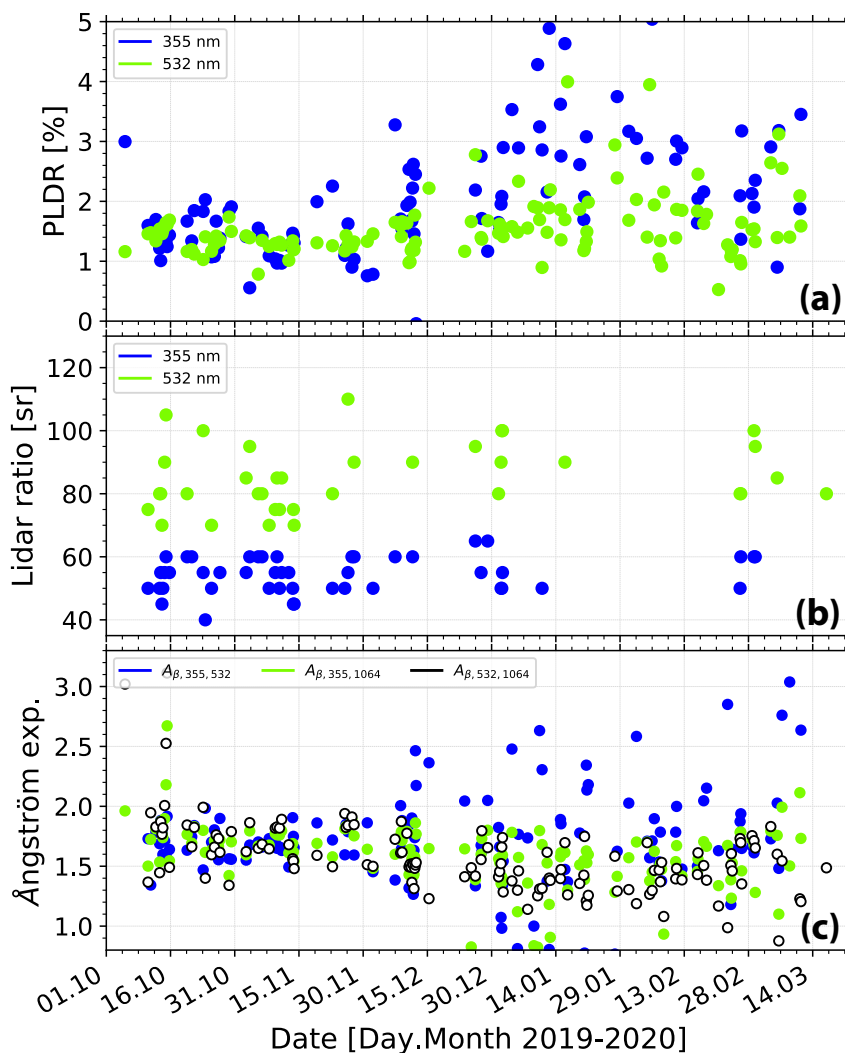 5
4
3
2
1
0
PLDR [%]
355 nm
532 nm
(a)
120
100
80
60
40
Lidar ratio [sr]
355 nm
532 nm
(b)
3.0
2.5
2.0
1.5
1.0
Ångström exp.
A_{β,355,532} A_{β,355,1064} A_{β,532,1064}
(c)
01.10 16.10 31.10 15.11 30.11 15.12 30.12 14.01 29.01 13.02 28.02 14.03
Date [Day.Month 2019-2020]